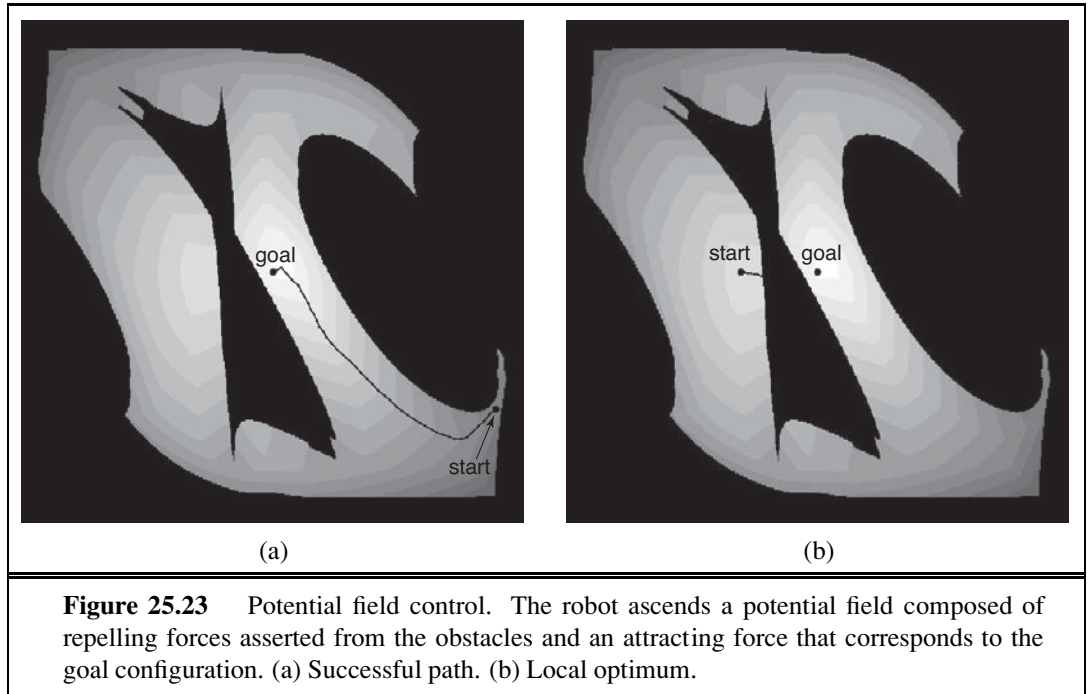 goal
start
(a)
start
goal
(b)
Figure 25.23 Potential field control. The robot ascends a potential field composed of
repelling forces asserted from the obstacles and an attracting force that corresponds to the
goal configuration. (a) Successful path. (b) Local optimum.